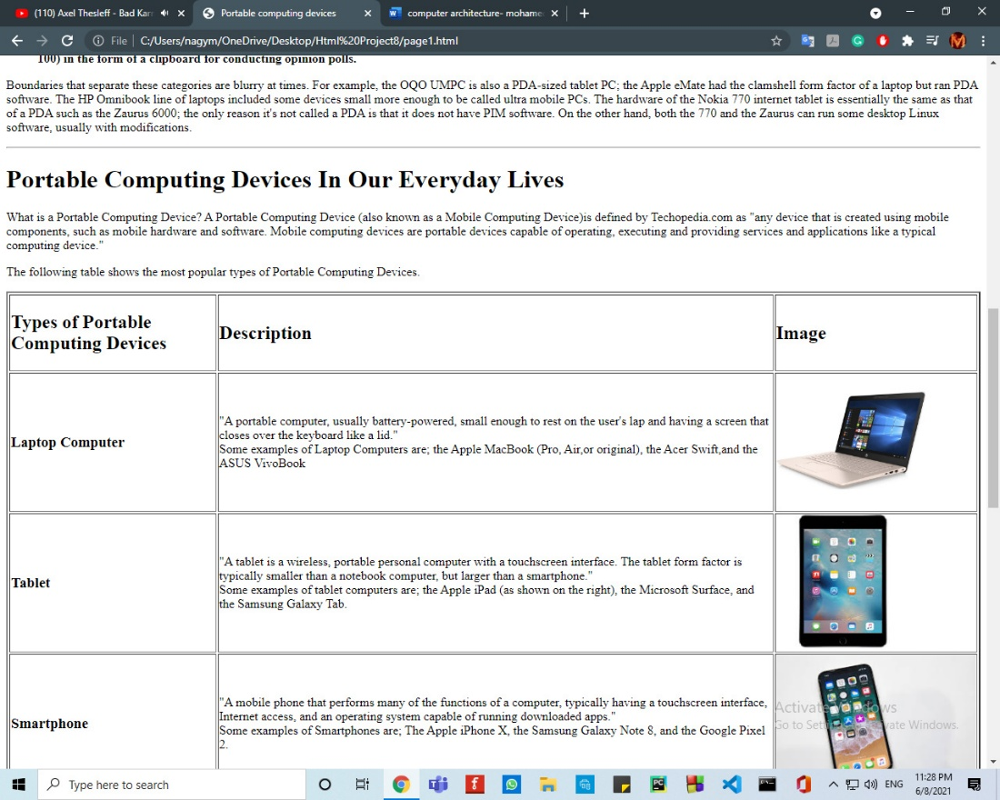 (110) Axel Thesleff - Bad Karm
Portable computing devices
computer architecture- mohame
File
C:/Users/nagym/OneDrive/Desktop/Html%20Project8/page1.html
100) in the form of a clipboard for conducting opinion polls.
Boundaries that separate these categories are blurry at times. For example, the OQO UMPC is also a PDA-sized tablet PC; the Apple eMate had the clamshell form factor of a laptop but ran PDA
software. The HP Omnibook line of laptops included some devices small more enough to be called ultra mobile PCs. The hardware of the Nokia 770 internet tablet is essentially the same as that
of a PDA such as the Zaurus 6000; the only reason it's not called a PDA is that it does not have PIM software. On the other hand, both the 770 and the Zaurus can run some desktop Linux
software, usually with modifications.
Portable Computing Devices In Our Everyday Lives
What is a Portable Computing Device? A Portable Computing Device (also known as a Mobile Computing Device)is defined by Techopedia.com as "any device that is created using mobile
components, such as mobile hardware and software. Mobile computing devices are portable devices capable of operating, executing and providing services and applications like a typical
computing device."
The following table shows the most popular types of Portable Computing Devices.
Types of Portable
Computing Devices
Description
Image
Laptop Computer
"A portable computer, usually battery-powered, small enough to rest on the user's lap and having a screen that
closes over the keyboard like a lid."
Some examples of Laptop Computers are; the Apple MacBook (Pro, Air,or original), the Acer Swift,and the
ASUS VivoBook
Tablet
"A tablet is a wireless, portable personal computer with a touchscreen interface. The tablet form factor is
typically smaller than a notebook computer, but larger than a smartphone."
Some examples of tablet computers are; the Apple iPad (as shown on the right), the Microsoft Surface, and
the Samsung Galaxy Tab.
Smartphone
"A mobile phone that performs many of the functions of a computer, typically having a touchscreen interface,
Internet access, and an operating system capable of running downloaded apps."
Some examples of Smartphones are; The Apple iPhone X, the Samsung Galaxy Note 8, and the Google Pixel
2.
Activate Windows
Go to Settings to activate Windows.
Type here to search
ENG
11:28 PM
6/8/2021